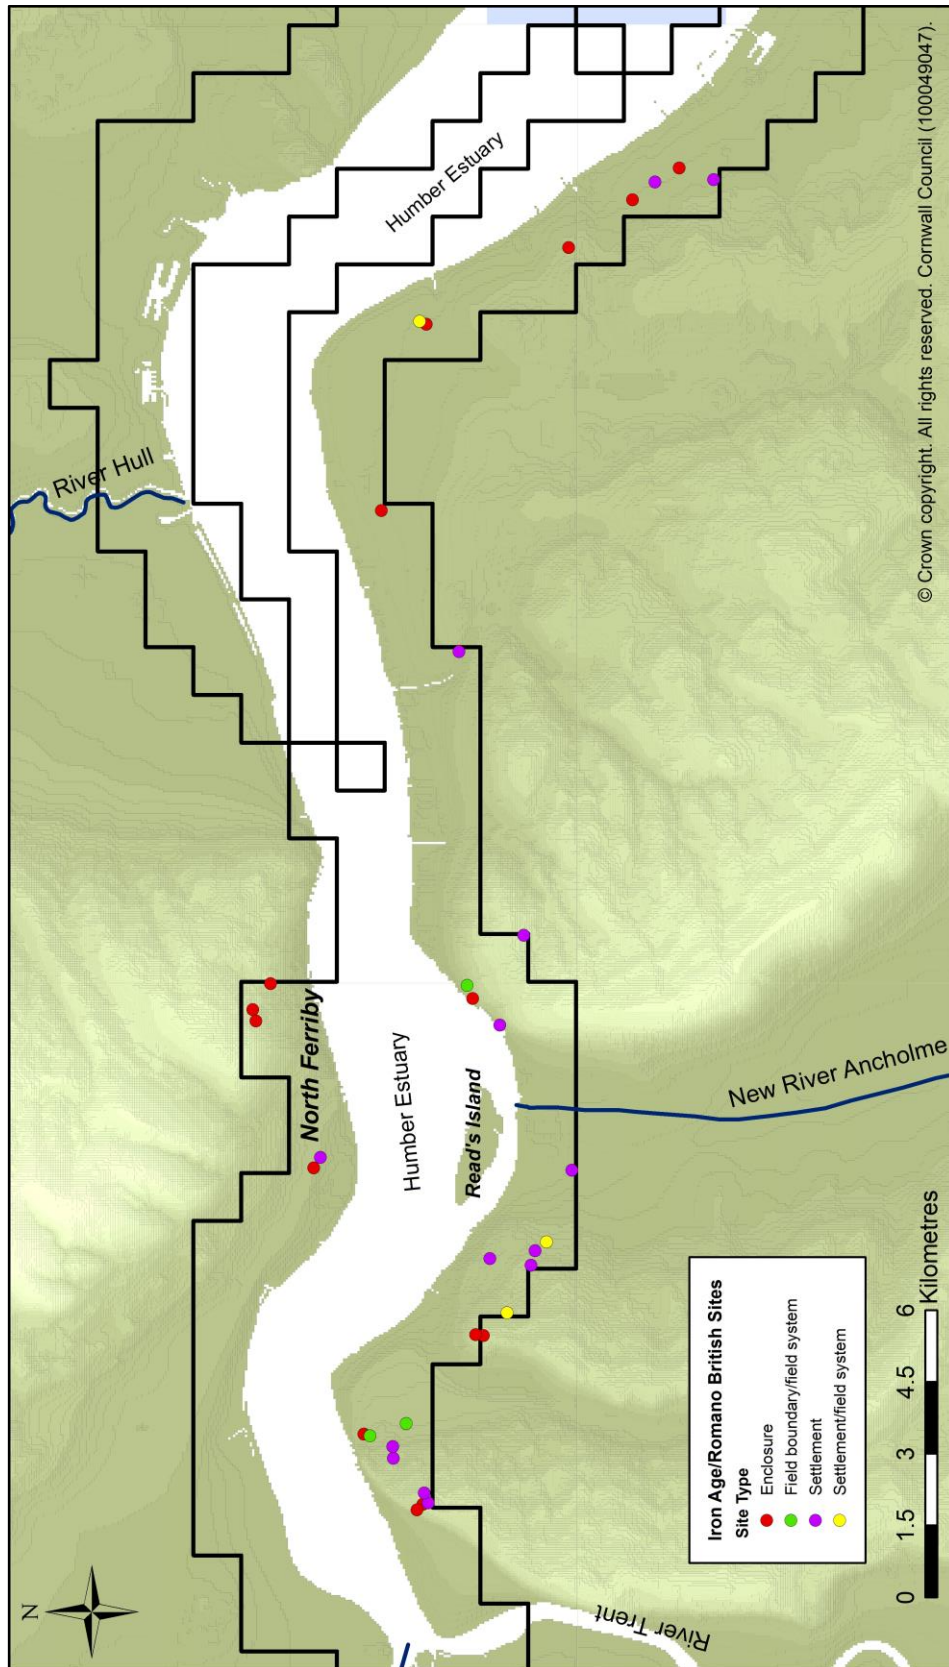 N
River Hull
Humber Estuary
North Ferriby
Humber Estuary
Read's Island
New River Ancholme
River Trent
Iron Age/Romano British Sites
Site Type
Enclosure
Field boundary/field system
Settlement
Settlement/field system
0 1.5 3 4.5 6
Kilometres
© Crown copyright. All rights reserved. Cornwall Council (100049047).